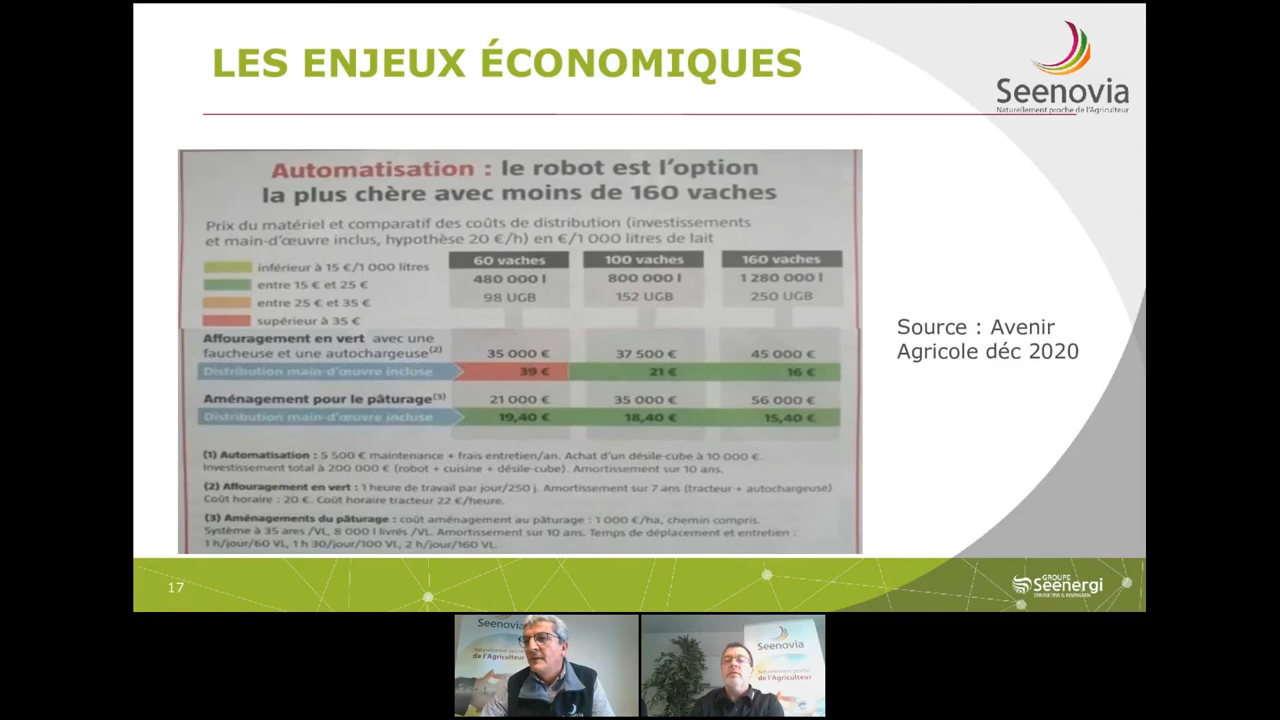 LES ENJEUX ÉCONOMIQUES
Seenovia
Naturellement proche de l'Agriculteur
Automatisation : le robot est l'option
la plus chère avec moins de 160 vaches
Prix du matériel et comparatif des coûts de distribution (investissements
et main-d'œuvre inclus, hypothèse 20 €/h) en €/1 000 litres de lait
inférieur à 15 €/1 000 litres
entre 15 € et 25 €
entre 25 € et 35 €
supérieur à 35 €
60 vaches 100 vaches 160 vaches
480 000 l 800 000 l 1 280 000 l
98 UGB 152 UGB 250 UGB
Affouragement en vert avec une
faucheuse et une autochargeuse(2) 35 000 € 37 500 € 45 000 €
Distribution main-d'œuvre incluse 39 € 21 € 16 €
Aménagement pour le pâturage(3) 21 000 € 35 000 € 56 000 €
Distribution main-d'œuvre incluse 19,40 € 18,40 € 15,40 €
(1) Automatisation : 5 500 € maintenance + frais entretien/an. Achat d'un désile-cube à 10 000 €.
Investissement total à 200 000 € (robot + cuisine + désile-cube). Amortissement sur 10 ans.
(2) Affouragement en vert : 1 heure de travail par jour/250 j. Amortissement sur 7 ans (tracteur + autochargeuse)
Coût horaire : 20 €. Coût horaire tracteur 22 €/heure.
(3) Aménagements du pâturage : coût aménagement au pâturage : 1 000 €/ha, chemin compris.
Système à 35 ares /VL, 8 000 l livrés /VL. Amortissement sur 10 ans. Temps de déplacement et entretien :
1 h/jour/60 VL, 1 h 30/jour/100 VL, 2 h/jour/160 VL.
Source : Avenir
Agricole déc 2020
17
GROUPE
Seenergi
CONSULTING & INNOVATION
Seenovia
Naturellement proche
de l'Agriculteur
Seenovia
Naturellement proche
de l'Agriculteur